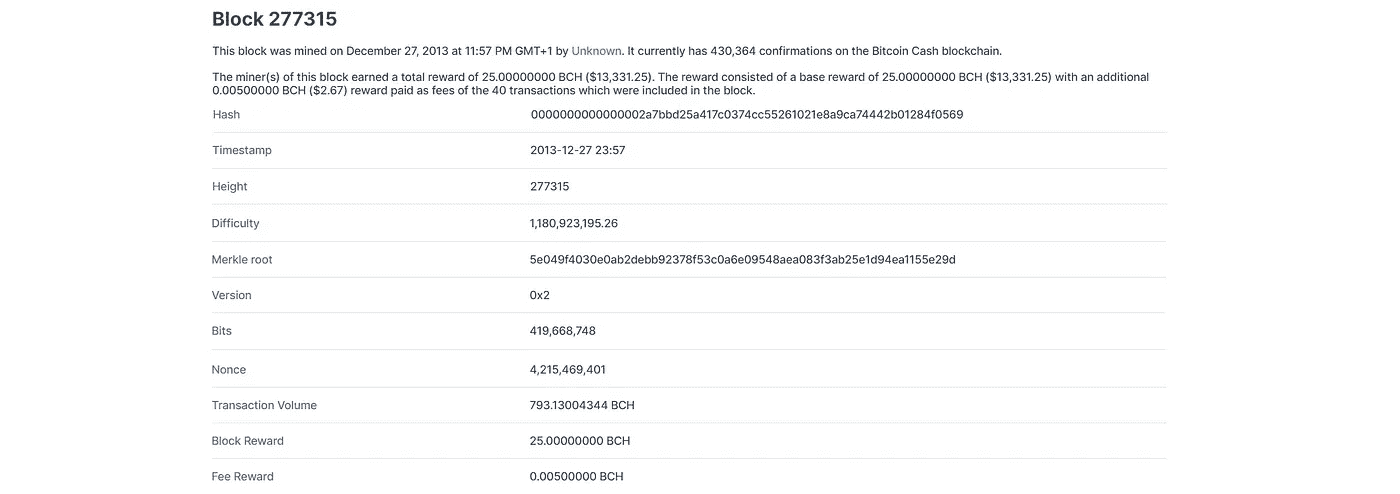 Block 277315
This block was mined on December 27, 2013 at 11:57 PM GMT+1 by Unknown. It currently has 430,364 confirmations on the Bitcoin Cash blockchain.
The miner(s) of this block earned a total reward of 25.00000000 BCH ($13,331.25). The reward consisted of a base reward of 25.00000000 BCH ($13,331.25) with an additional
0.00500000 BCH ($2.67) reward paid as fees of the 40 transactions which were included in the block.
Hash 0000000000000002a7bbd25a417c0374cc55261021e8a9ca74442b01284f0569
Timestamp 2013-12-27 23:57
Height 277315
Difficulty 1,180,923,195.26
Merkle root 5e049f4030e0ab2debb92378f53c0a6e09548aea083f3ab25e1d94ea1155e29d
Version 0x2
Bits 419,668,748
Nonce 4,215,469,401
Transaction Volume 793.13004344 BCH
Block Reward 25.00000000 BCH
Fee Reward 0.00500000 BCH